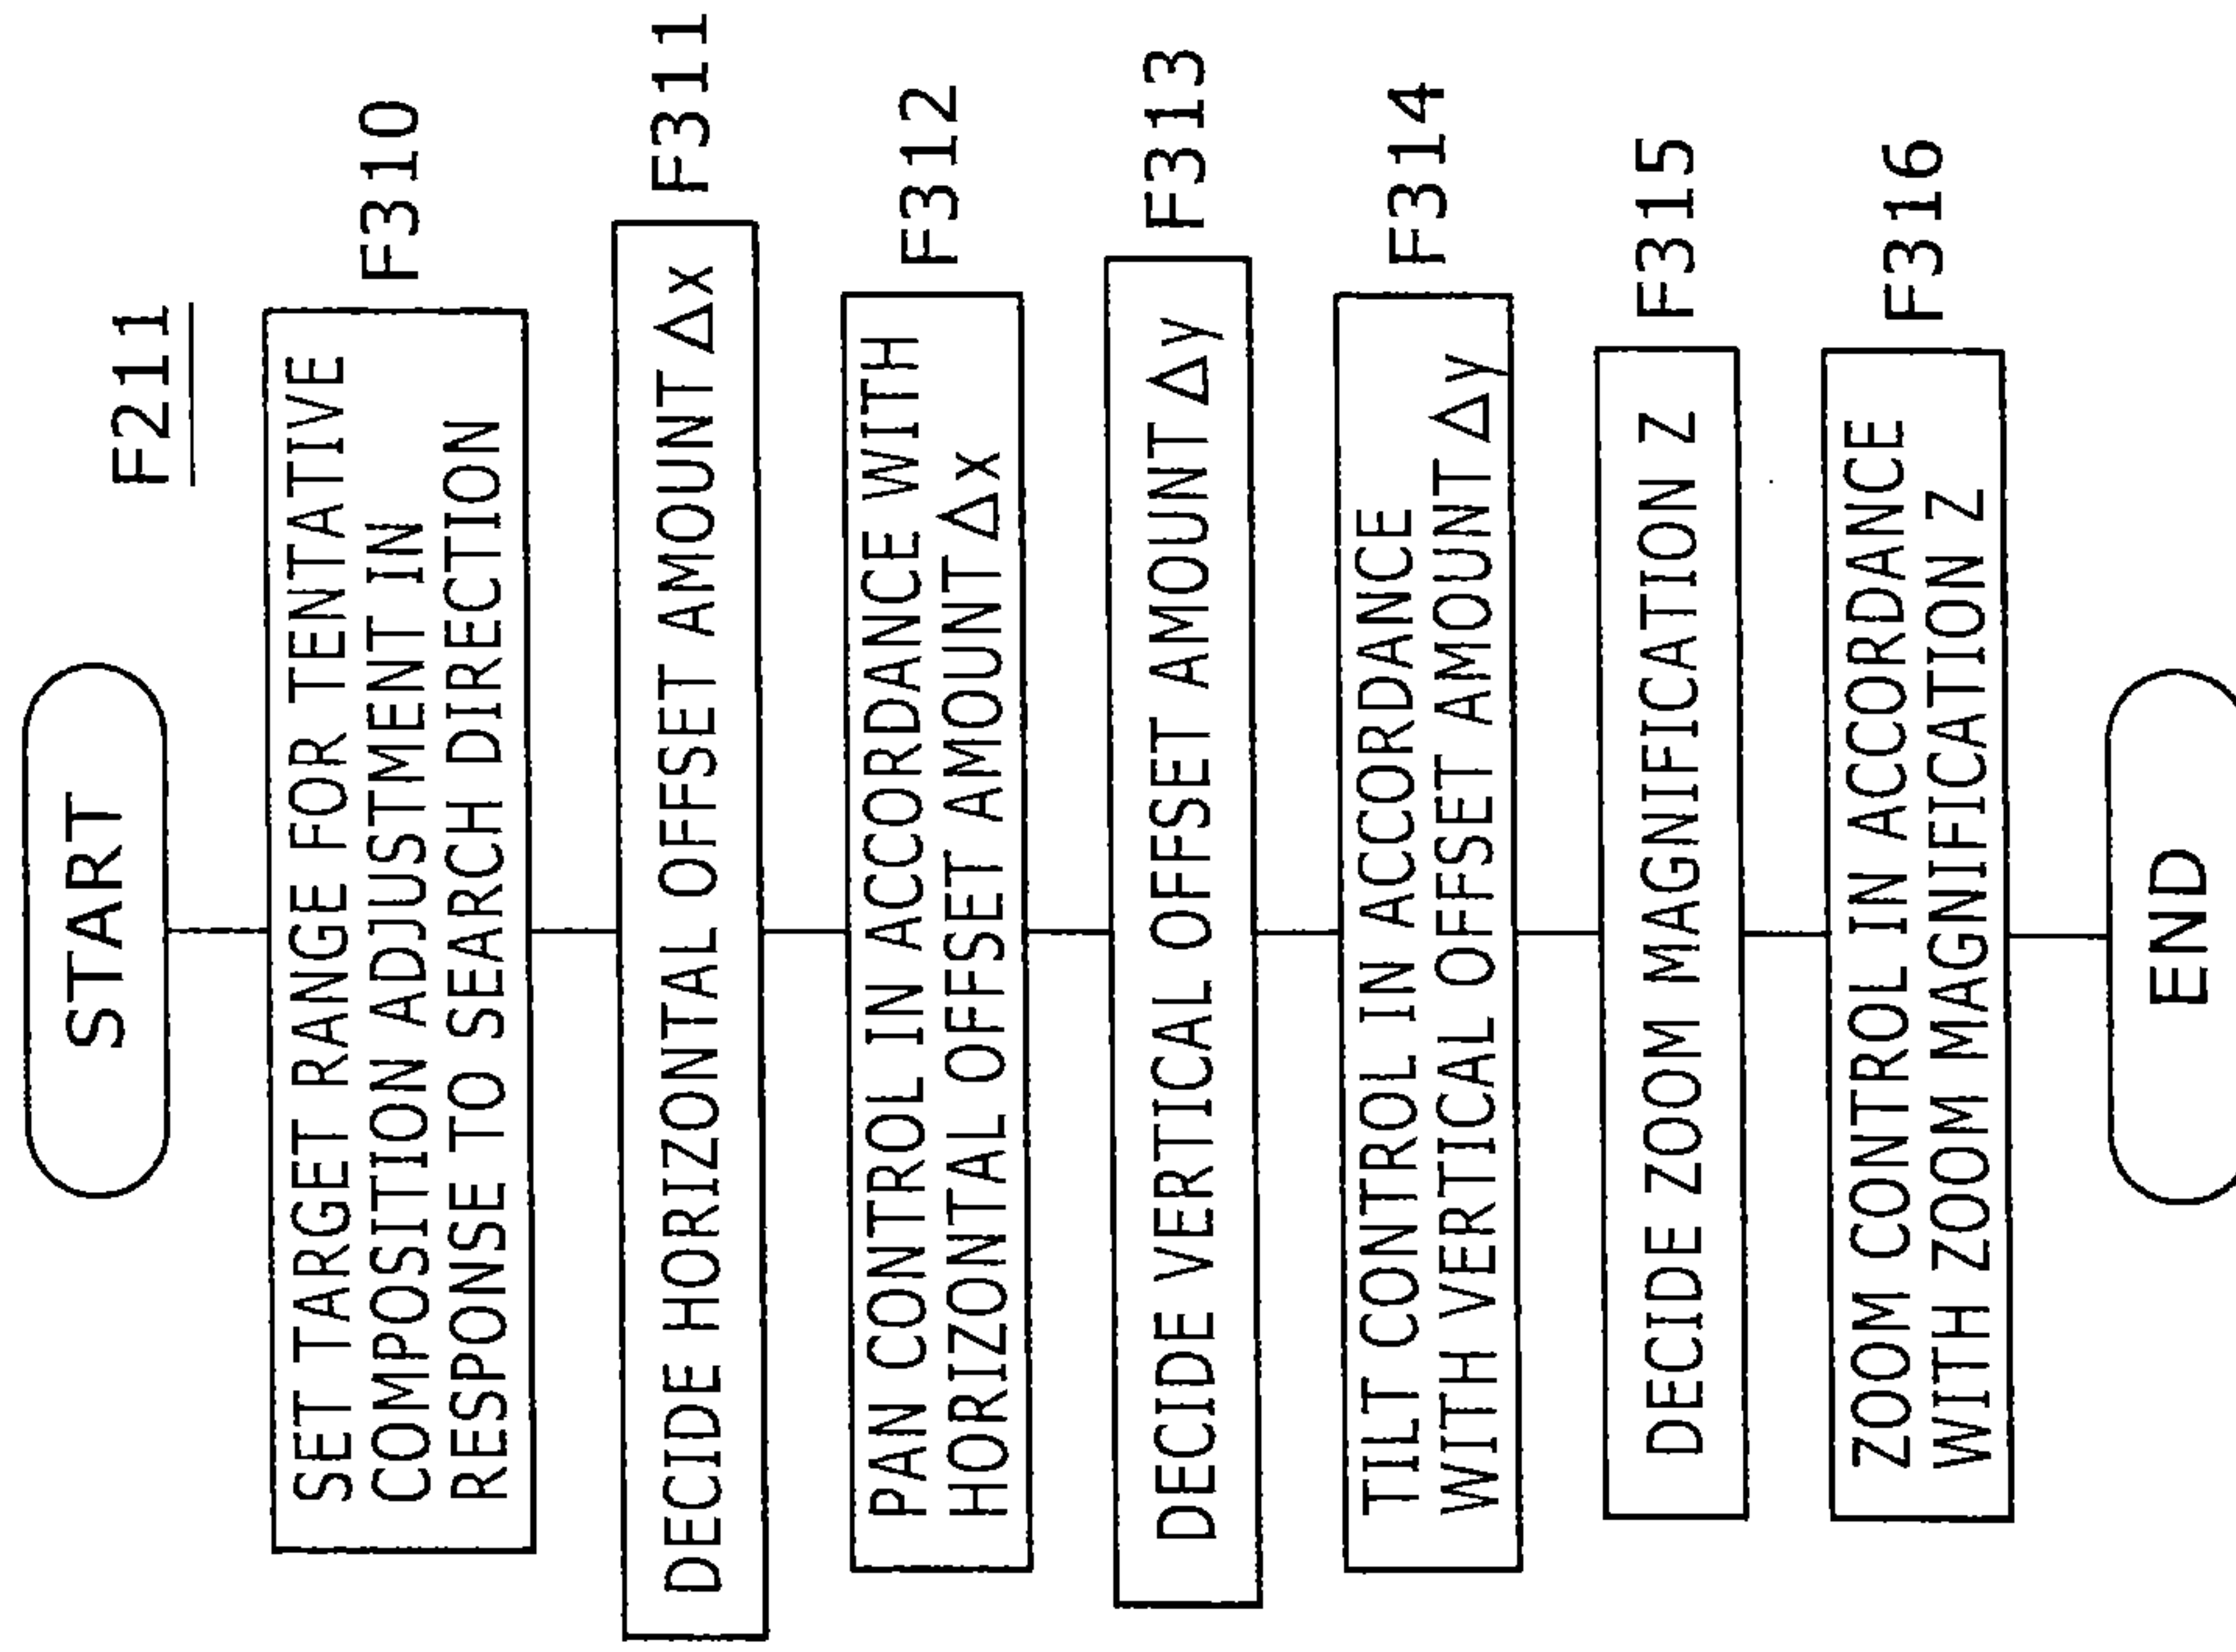 F211
START
SET TARGET RANGE FOR TENTATIVE
COMPOSITION ADJUSTMENT IN
RESPONSE TO SEARCH DIRECTION
F310
DECIDE HORIZONTAL OFFSET AMOUNT Δx
F311
PAN CONTROL IN ACCORDANCE WITH
HORIZONTAL OFFSET AMOUNT Δx
F312
DECIDE VERTICAL OFFSET AMOUNT Δy
F313
TILT CONTROL IN ACCORDANCE
WITH VERTICAL OFFSET AMOUNT Δy
F314
DECIDE ZOOM MAGNIFICATION Z
F315
ZOOM CONTROL IN ACCORDANCE
WITH ZOOM MAGNIFICATION Z
F316
END